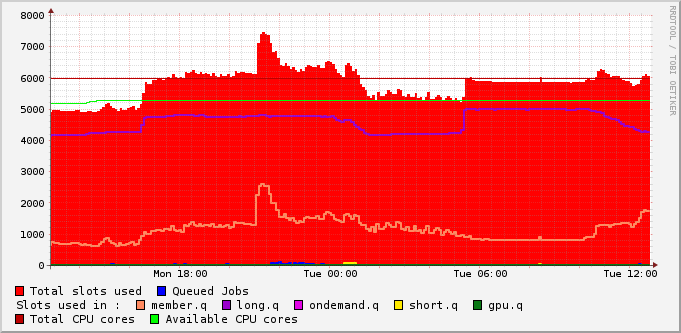 RRDTOOL / TOBI OETIKER
8000
7000
6000
5000
4000
3000
2000
1000
0
Mon 18:00 Tue 00:00 Tue 06:00 Tue 12:00
Total slots used Queued Jobs
Slots used in : member.q long.q ondemand.q short.q gpu.q
Total CPU cores Available CPU cores